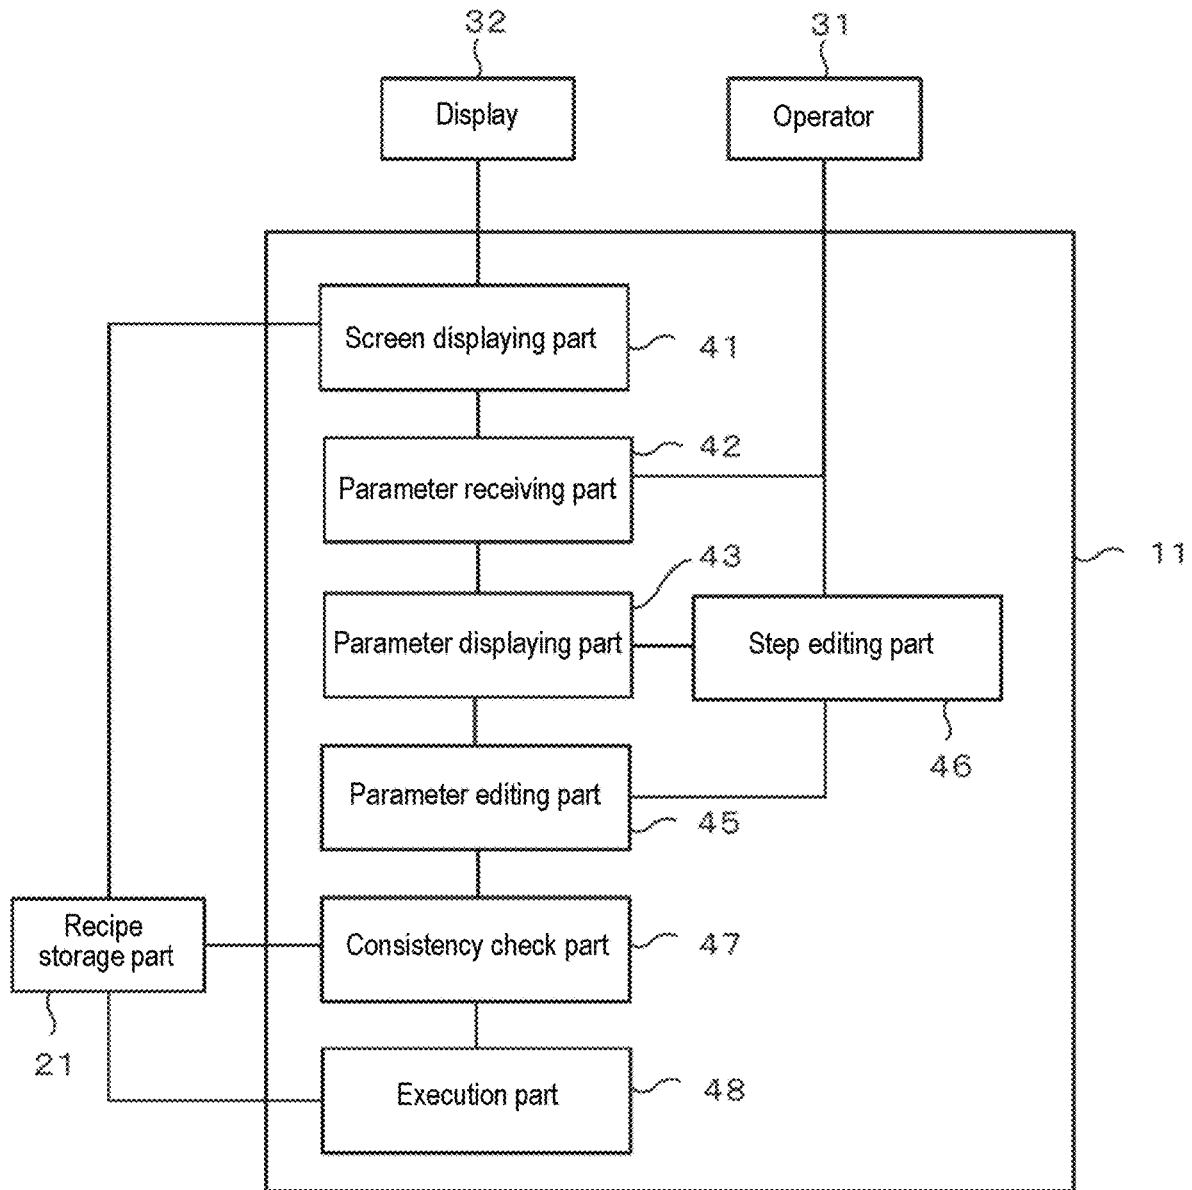 32
31
Display
Operator
Screen displaying part
41
42
Parameter receiving part
43
11
Parameter displaying part
Step editing part
46
Parameter editing part
45
Recipe
storage part
Consistency check part
47
21
Execution part
48